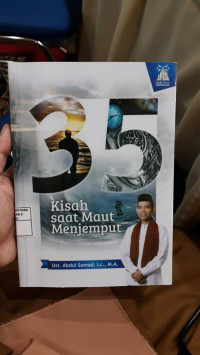 35
Kisah
saat Maut
Menjemput
Ust. Abdul Somad, Lc., M.A.